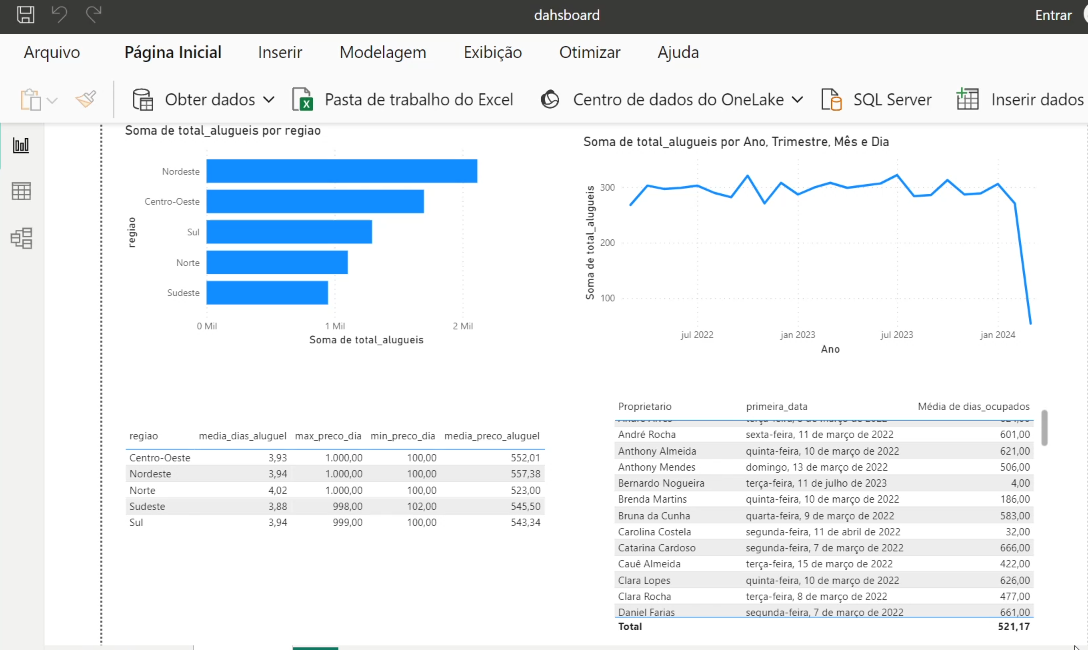 dahsboard
Entrar
Arquivo Página Inicial Inserir Modelagem Exibição Otimizar Ajuda
Obter dados Pasta de trabalho do Excel Centro de dados do OneLake SQL Server Inserir dados
Soma de total_alugueis por regiao
regiao
Nordeste
Centro-Oeste
Sul
Norte
Sudeste
0 Mil 1 Mil 2 Mil
Soma de total_alugueis
Soma de total_alugueis por Ano, Trimestre, Mês e Dia
Soma de total_alugueis
300
200
100
jul 2022 jan 2023 jul 2023 jan 2024
Ano
regiao media_dias_aluguel max_preco_dia min_preco_dia media_preco_aluguel
Centro-Oeste 3,93 1.000,00 100,00 552,01
Nordeste 3,94 1.000,00 100,00 557,38
Norte 4,02 1.000,00 100,00 523,00
Sudeste 3,88 998,00 102,00 545,50
Sul 3,94 999,00 100,00 543,34
Proprietario primeira_data Média de dias_ocupados
André Rocha sexta-feira, 11 de março de 2022 601,00
Anthony Almeida quinta-feira, 10 de março de 2022 621,00
Anthony Mendes domingo, 13 de março de 2022 506,00
Bernardo Nogueira terça-feira, 11 de julho de 2023 4,00
Brenda Martins quinta-feira, 10 de março de 2022 186,00
Bruna da Cunha quarta-feira, 9 de março de 2022 583,00
Carolina Costela segunda-feira, 11 de abril de 2022 32,00
Catarina Cardoso segunda-feira, 7 de março de 2022 666,00
Cauê Almeida terça-feira, 15 de março de 2022 422,00
Clara Lopes quinta-feira, 10 de março de 2022 626,00
Clara Rocha terça-feira, 8 de março de 2022 477,00
Daniel Farias segunda-feira, 7 de março de 2022 661,00
Total 521,17